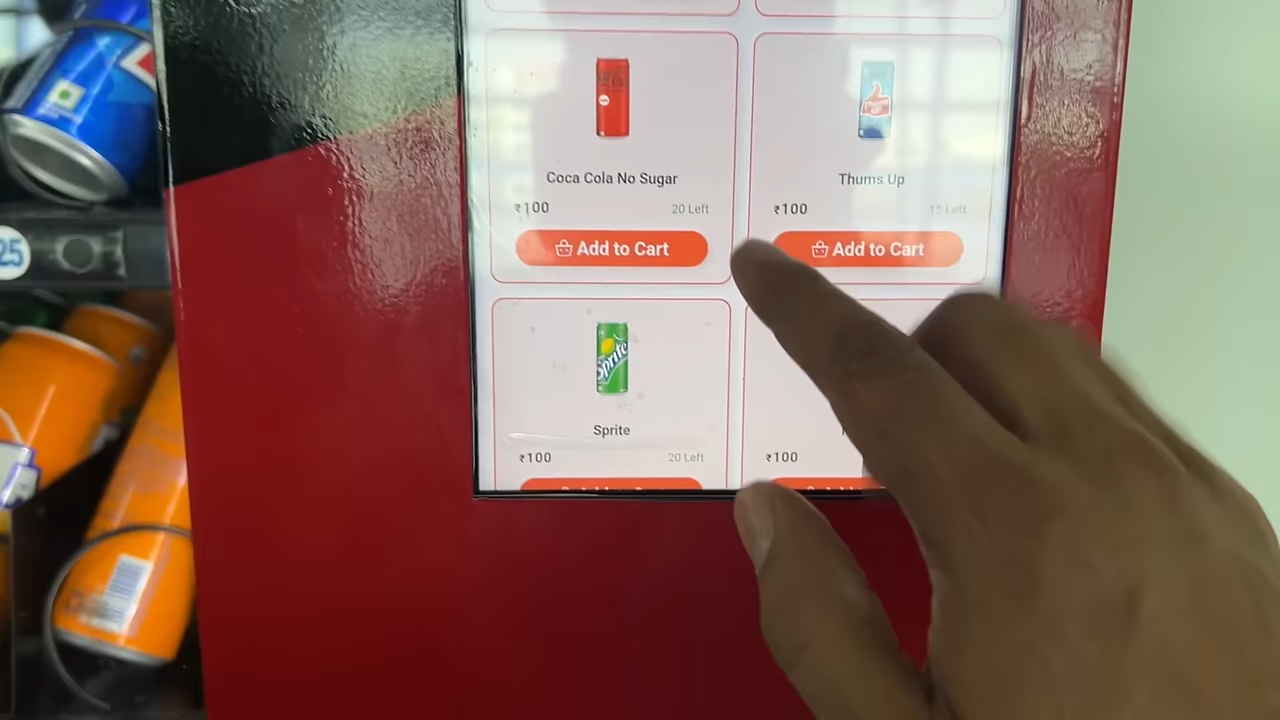 Coca Cola No Sugar
₹100 20 Left
Add to Cart
Thums Up
₹100 15 Left
Add to Cart
Sprite
Sprite
₹100 20 Left
₹100
25